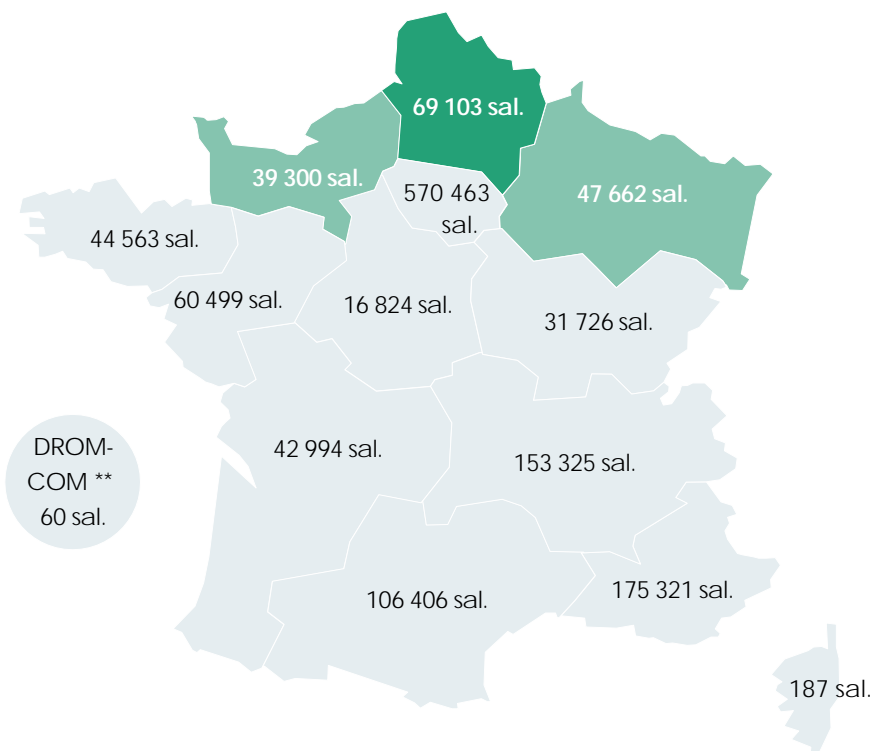 69 103 sal.
39 300 sal.
570 463
sal.
47 662 sal.
44 563 sal.
60 499 sal.
16 824 sal.
31 726 sal.
42 994 sal.
153 325 sal.
DROM-
COM **
60 sal.
106 406 sal.
175 321 sal.
187 sal.